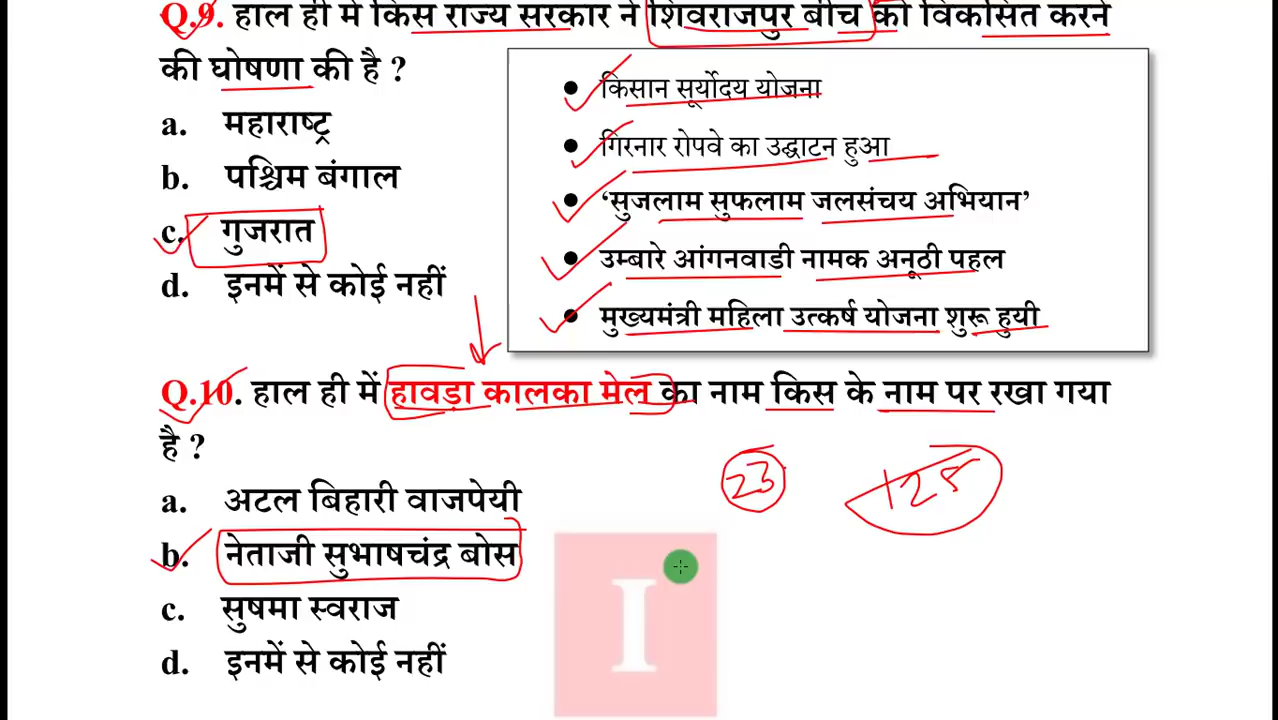 Q.9. हाल ही में किस राज्य सरकार ने शिवराजपुर बीच को विकसित करने
की घोषणा की है ?
a. महाराष्ट्र
b. पश्चिम बंगाल
c. गुजरात
d. इनमें से कोई नहीं
• किसान सूर्योदय योजना
• गिरनार रोपवे का उद्घाटन हुआ
• ‘सुजलाम सुफलाम जलसंचय अभियान’
• उम्बारे आंगनवाडी नामक अनूठी पहल
• मुख्यमंत्री महिला उत्कर्ष योजना शुरू हुयी
Q.10. हाल ही में हावड़ा कालका मेल का नाम किस के नाम पर रखा गया
है ?
23 125
a. अटल बिहारी वाजपेयी
b. नेताजी सुभाषचंद्र बोस
c. सुषमा स्वराज
d. इनमें से कोई नहीं
I